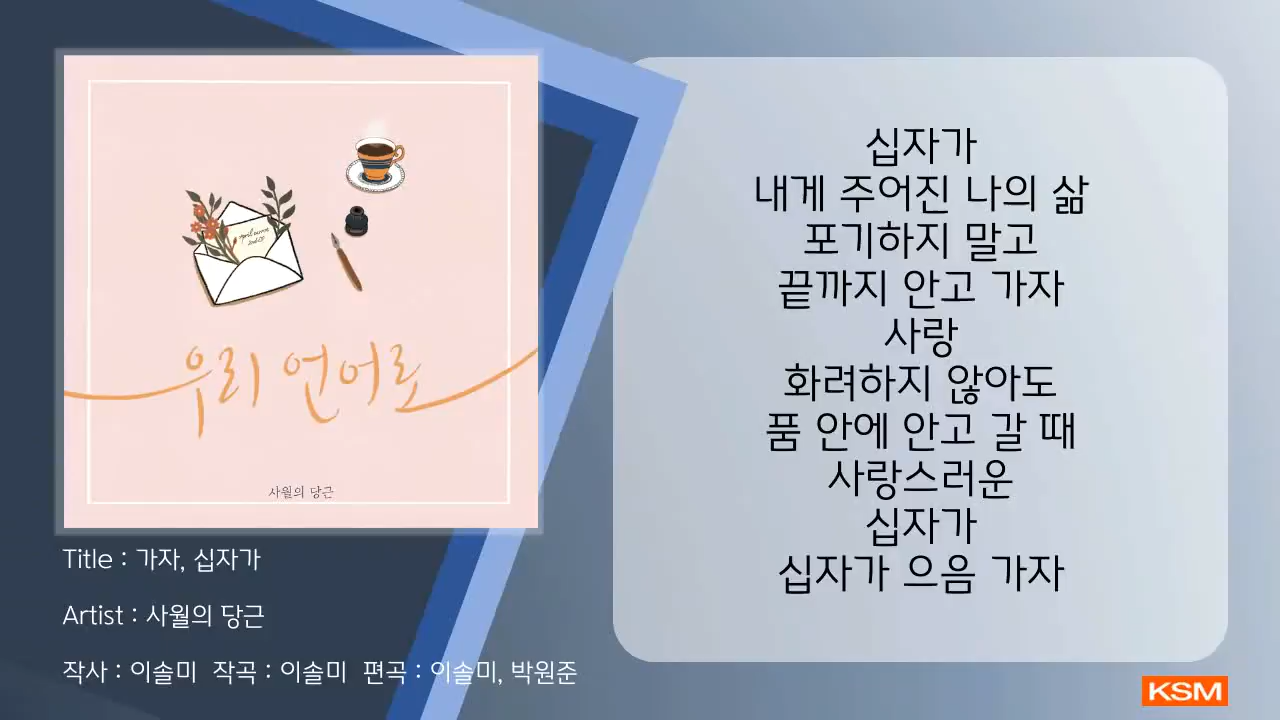 우리 언어로
사월의 당근
Title : 가자, 십자가
Artist : 사월의 당근
작사 : 이솔미 작곡 : 이솔미 편곡 : 이솔미, 박원준
십자가
내게 주어진 나의 삶
포기하지 말고
끝까지 안고 가자
사랑
화려하지 않아도
품 안에 안고 갈 때
사랑스러운
십자가
십자가 으음 가자
KSM